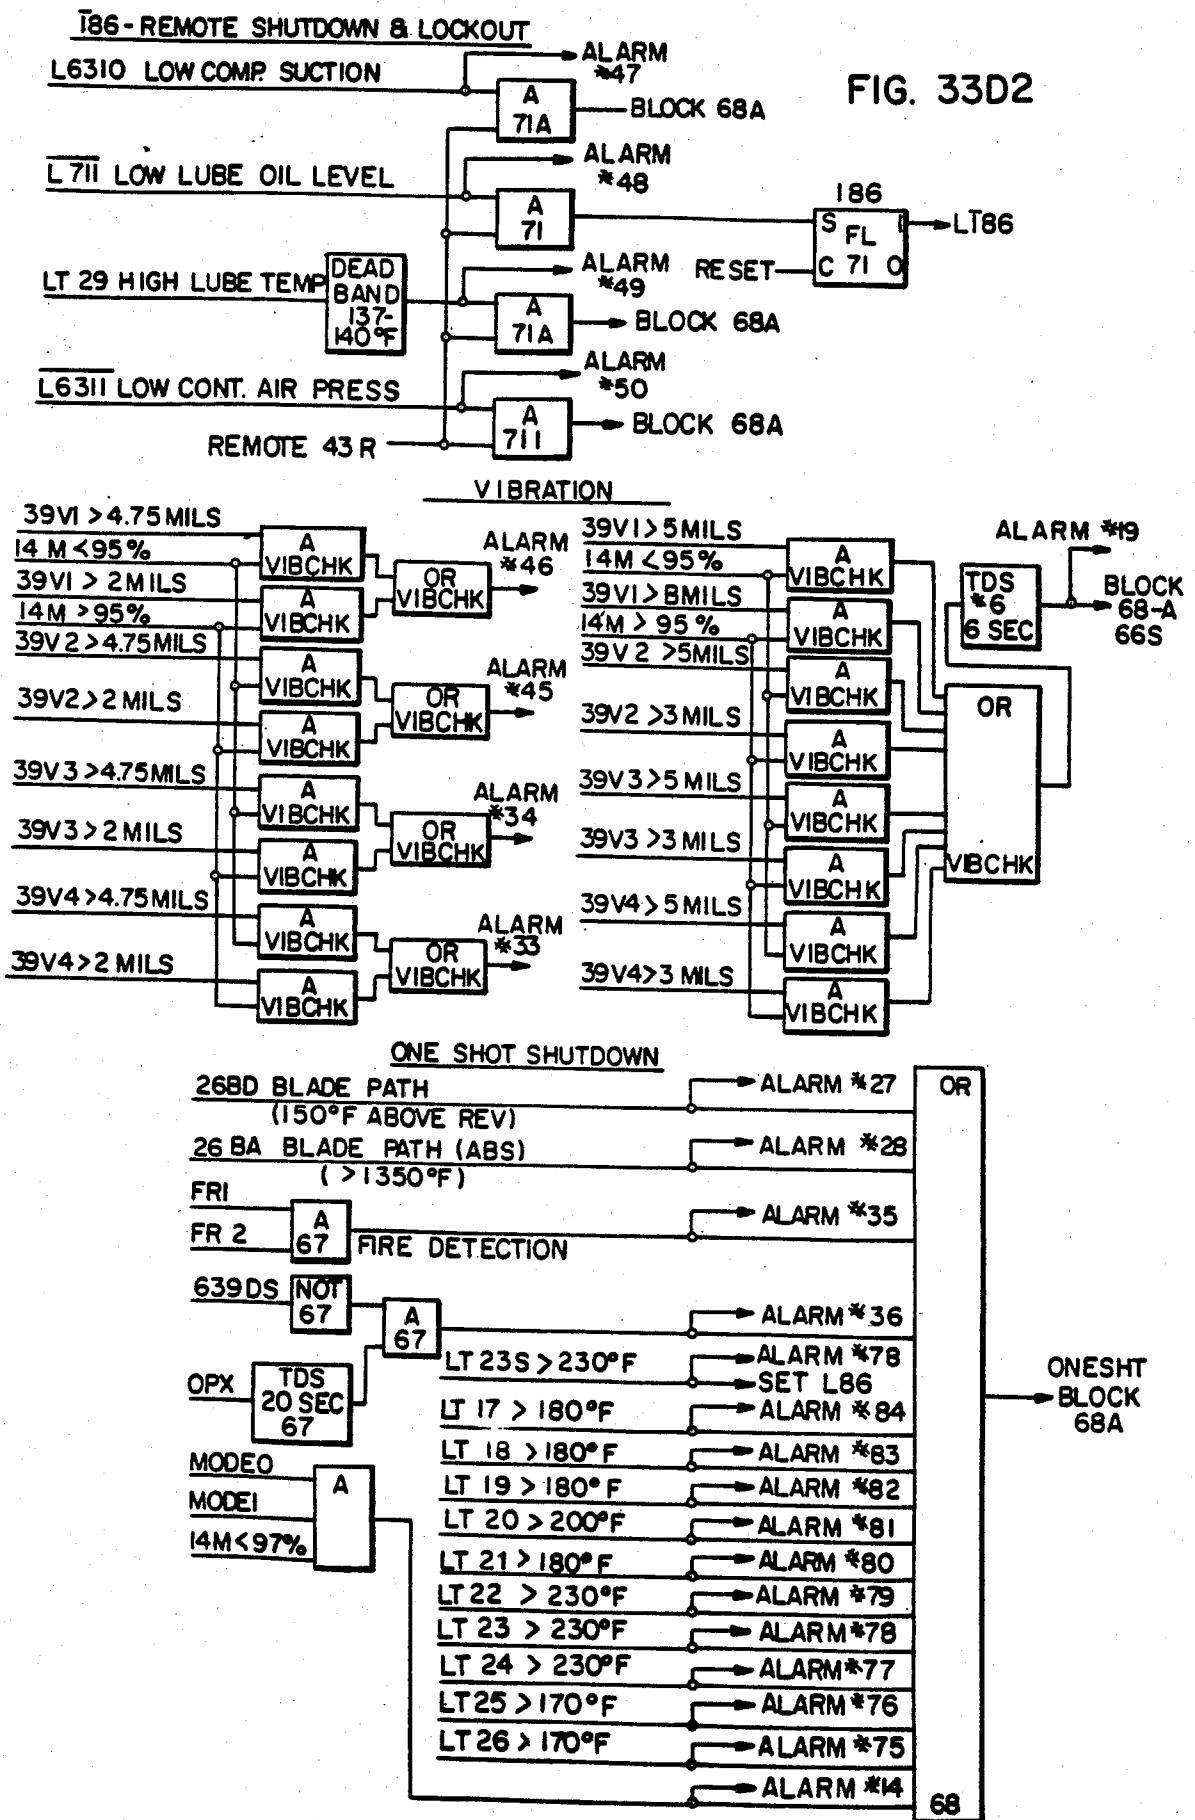 I86-REMOTE SHUTDOWN & LOCKOUT
FIG. 33D2
L6310 LOW COMP. SUCTION
ALARM
*47
A
71A
BLOCK 68A
L711 LOW LUBE OIL LEVEL
ALARM
*48
A
71
186
S I
FL
C 71 O
LT86
RESET
LT 29 HIGH LUBE TEMP
DEAD
BAND
137-
140°F
ALARM
*49
A
71A
BLOCK 68A
L6311 LOW CONT. AIR PRESS
ALARM
*50
A
711
BLOCK 68A
REMOTE 43R
VIBRATION
39V1 > 4.75 MILS
14 M < 95%
39V1 > 2 MILS
14M > 95%
39V2 > 4.75 MILS
39V2 > 2 MILS
39V3 > 4.75 MILS
39V3 > 2 MILS
39V4 > 4.75 MILS
39V4 > 2 MILS
A
VIBCHK
A
VIBCHK
A
VIBCHK
A
VIBCHK
A
VIBCHK
A
VIBCHK
A
VIBCHK
A
VIBCHK
OR
VIBCHK
ALARM
*46
OR
VIBCHK
ALARM
*45
OR
VIBCHK
ALARM
*34
OR
VIBCHK
ALARM
*33
39V1 > 5 MILS
14M < 95%
39V1 > 8 MILS
14M > 95%
39V2 > 5 MILS
39V2 > 3 MILS
39V3 > 5 MILS
39V3 > 3 MILS
39V4 > 5 MILS
39V4 > 3 MILS
A
VIBCHK
A
VIBCHK
A
VIBCHK
A
VIBCHK
A
VIBCHK
A
VIBCHK
A
VIBCHK
A
VIBCHK
OR
VIBCHK
TDS
*6
6 SEC
ALARM *19
BLOCK
68-A
66S
ONE SHOT SHUTDOWN
26BD BLADE PATH
(150°F ABOVE REV)
ALARM *27
26 BA BLADE PATH (ABS)
( > 1350°F)
ALARM *28
FR1
FR 2
A
67
FIRE DETECTION
ALARM *35
639 DS
NOT
67
A
67
ALARM *36
OPX
TDS
20 SEC
67
LT 23S > 230°F
ALARM *78
SET L86
LT 17 > 180°F
ALARM *84
LT 18 > 180°F
ALARM *83
LT 19 > 180°F
ALARM *82
LT 20 > 200°F
ALARM *81
LT 21 > 180°F
ALARM *80
LT 22 > 230°F
ALARM *79
LT 23 > 230°F
ALARM *78
LT 24 > 230°F
ALARM *77
LT 25 > 170°F
ALARM *76
LT 26 > 170°F
ALARM *75
MODE0
MODE1
14M < 97%
A
ALARM *14
OR
68
ONESHT
BLOCK
68A